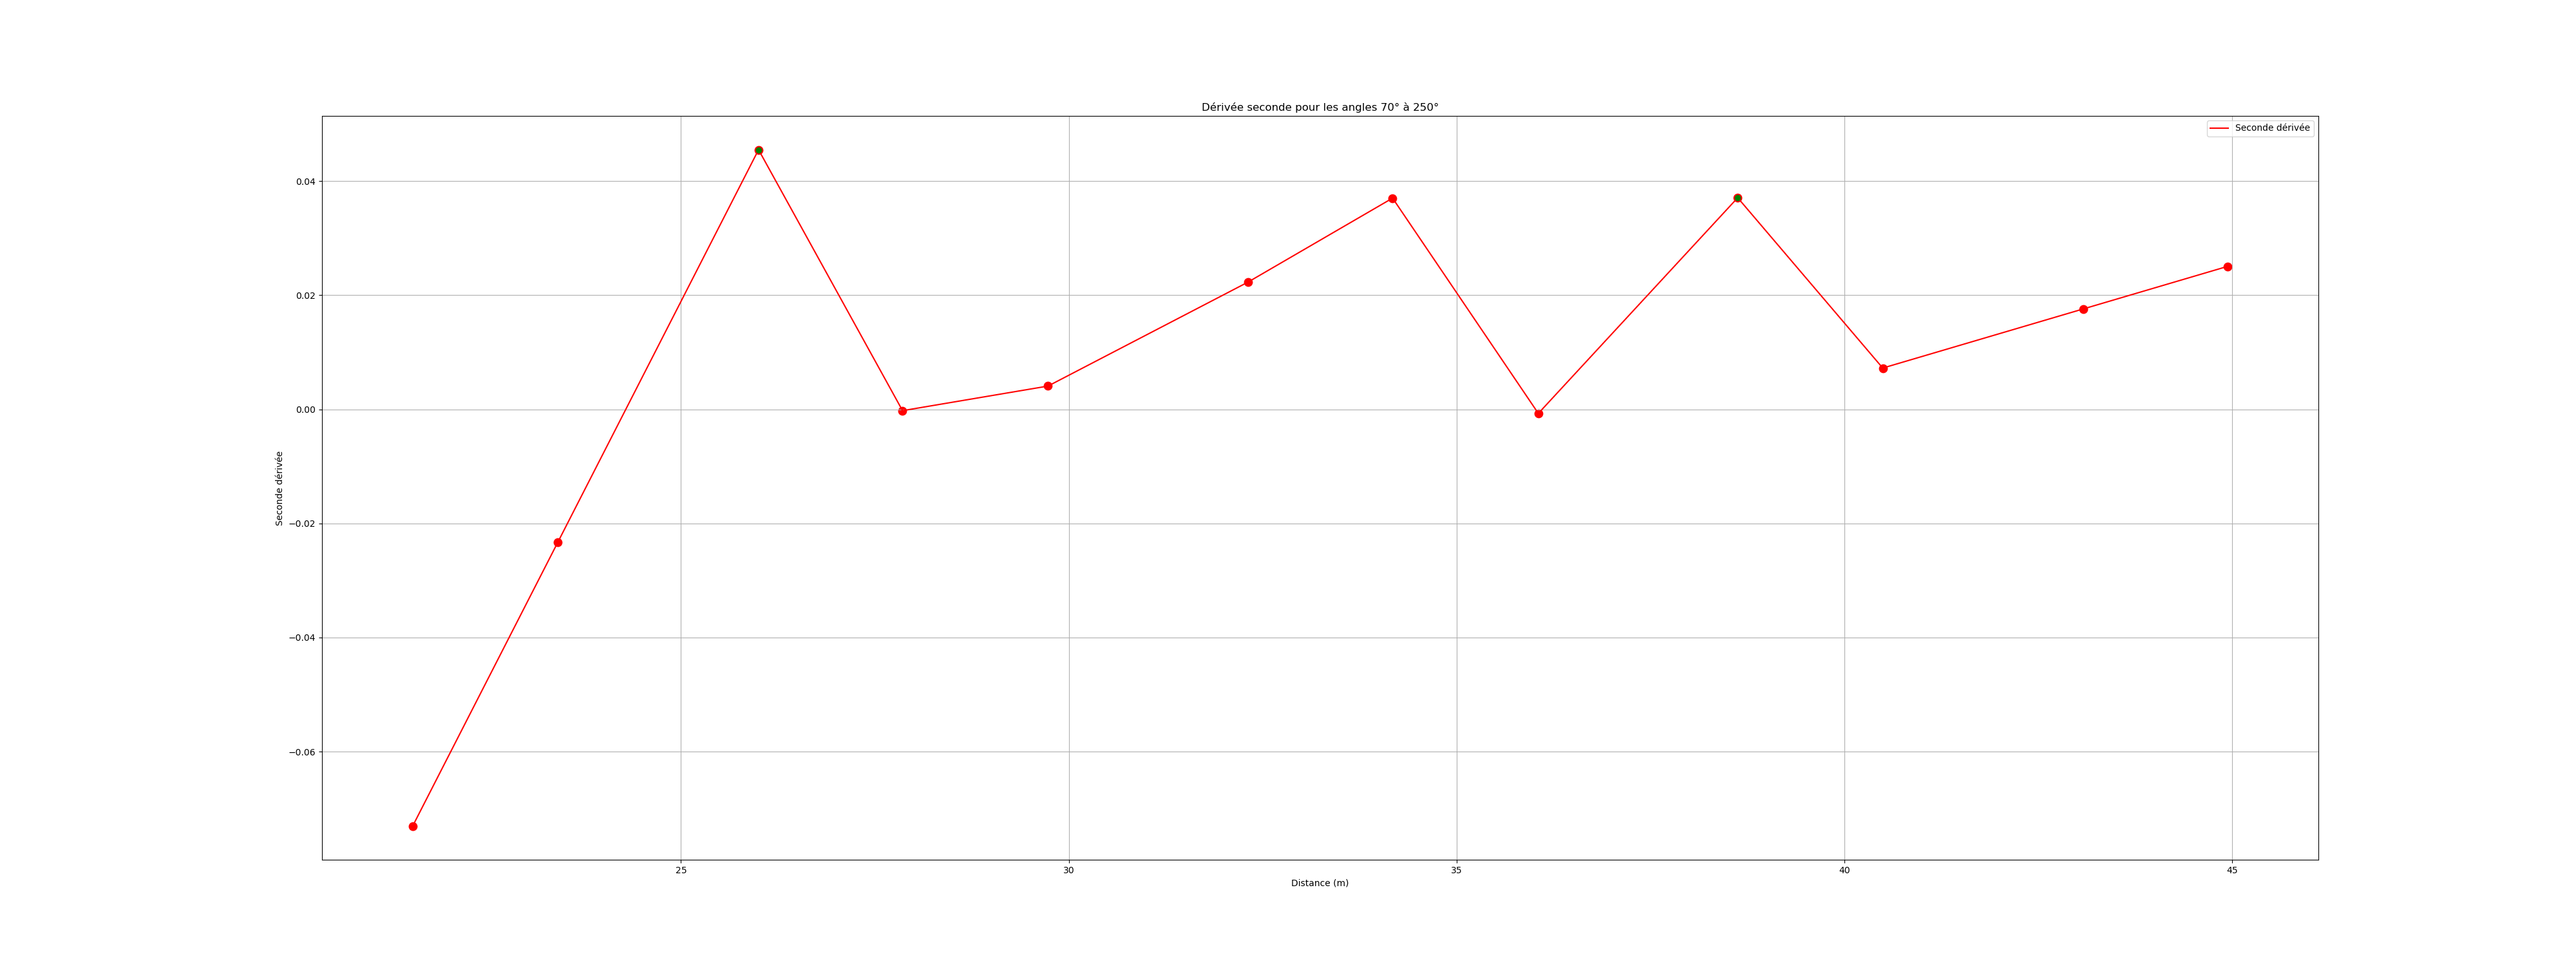 Dérivée seconde pour les angles 70° à 250°
Seconde dérivée
0.04
0.02
0.00
−0.02
−0.04
−0.06
Seconde dérivée
25
30
35
40
45
Distance (m)